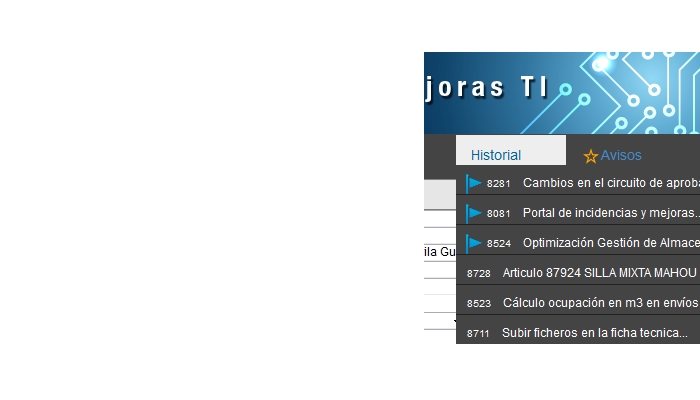 joras TI
Historial
Avisos
8281 Cambios en el circuito de aprob
8081 Portal de incidencias y mejoras...
8524 Optimización Gestión de Almace
ila Gu
8728 Articulo 87924 SILLA MIXTA MAHOU
8523 Cálculo ocupación en m3 en envíos
8711 Subir ficheros en la ficha tecnica...